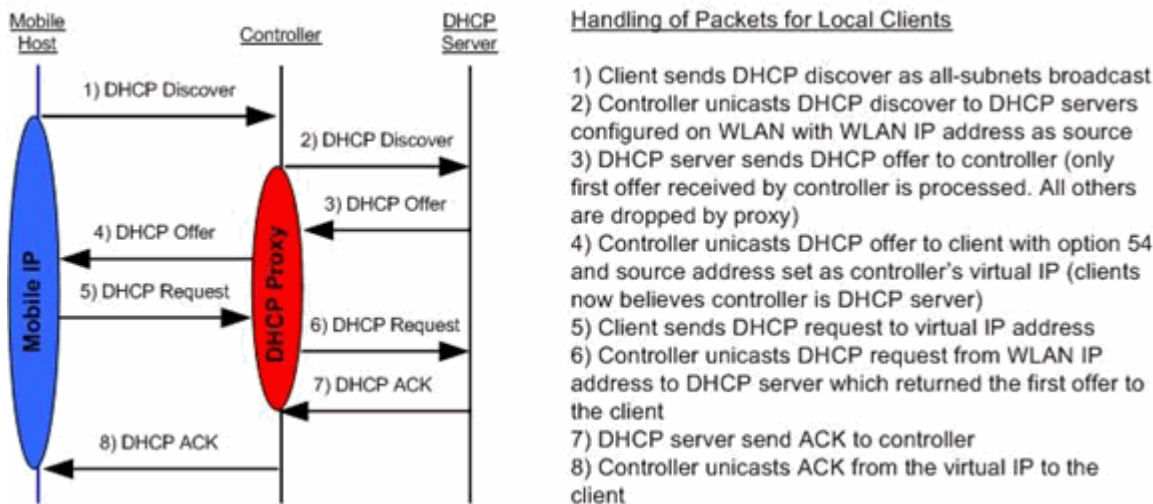 Mobile
Host
Controller
DHCP
Server
1) DHCP Discover
2) DHCP Discover
3) DHCP Offer
4) DHCP Offer
5) DHCP Request
6) DHCP Request
7) DHCP ACK
8) DHCP ACK
Mobile IP
DHCP Proxy
Handling of Packets for Local Clients
1) Client sends DHCP discover as all-subnets broadcast
2) Controller unicasts DHCP discover to DHCP servers
configured on WLAN with WLAN IP address as source
3) DHCP server sends DHCP offer to controller (only
first offer received by controller is processed. All others
are dropped by proxy)
4) Controller unicasts DHCP offer to client with option 54
and source address set as controller's virtual IP (clients
now believes controller is DHCP server)
5) Client sends DHCP request to virtual IP address
6) Controller unicasts DHCP request from WLAN IP
address to DHCP server which returned the first offer to
the client
7) DHCP server send ACK to controller
8) Controller unicasts ACK from the virtual IP to the
client